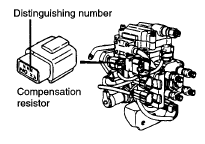 Distinguishing number
Compensation
resistor